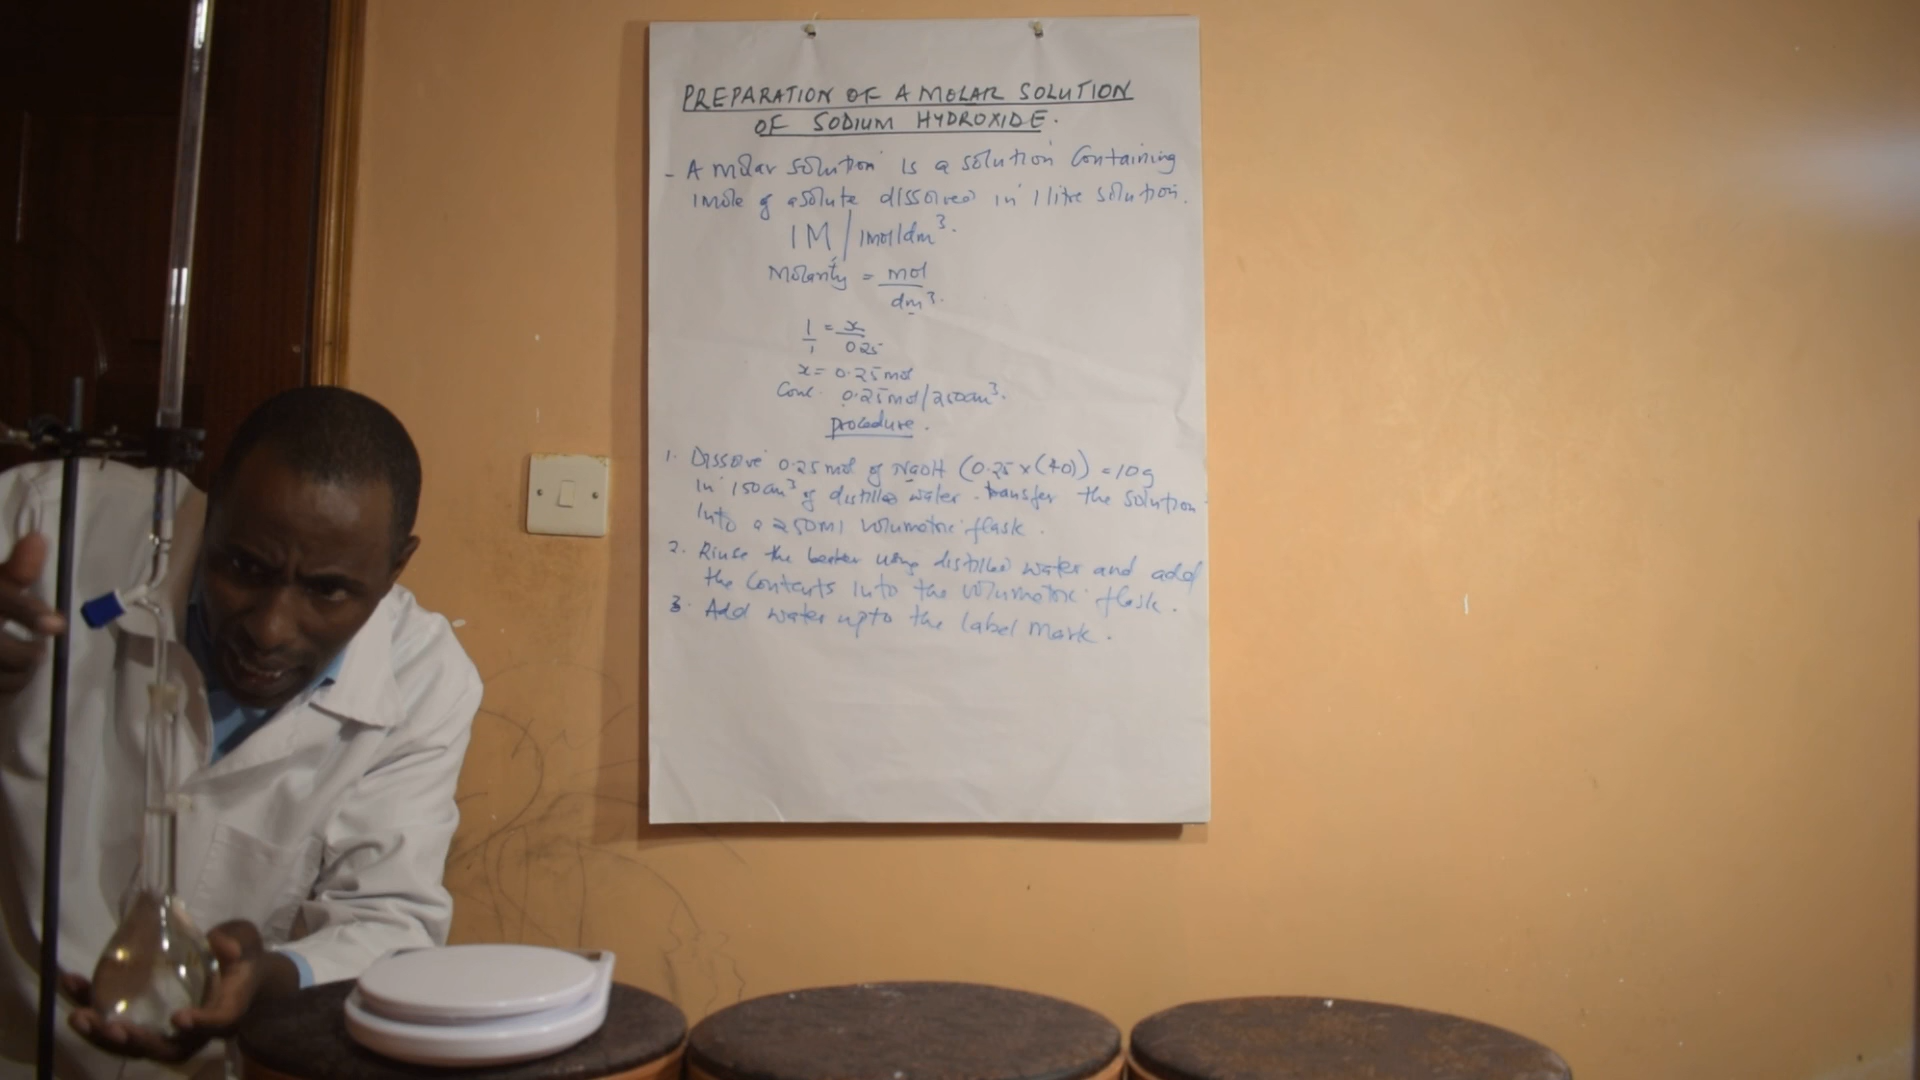 PREPARATION OF A MOLAR SOLUTION
OF SODIUM HYDROXIDE.
- A molar solution is a solution Containing
1mole of a solute dissolved in 1 litre solution.
1M / 1mol/dm³.
Molarity = mol
dm³.
1 = x
1 0.25
x = 0.25 mol
Conc. 0.25mol/250cm³.
procedure.
1. Dissolve 0.25 mol of NaOH (0.25 x (40)) = 10g
In 150cm³ of distilled water. transfer the solution
Into a 250ml volumetric flask.
2. Rinse the beaker using distilled water and add
the Contents into the volumetric flask.
3. Add water upto the label mark.